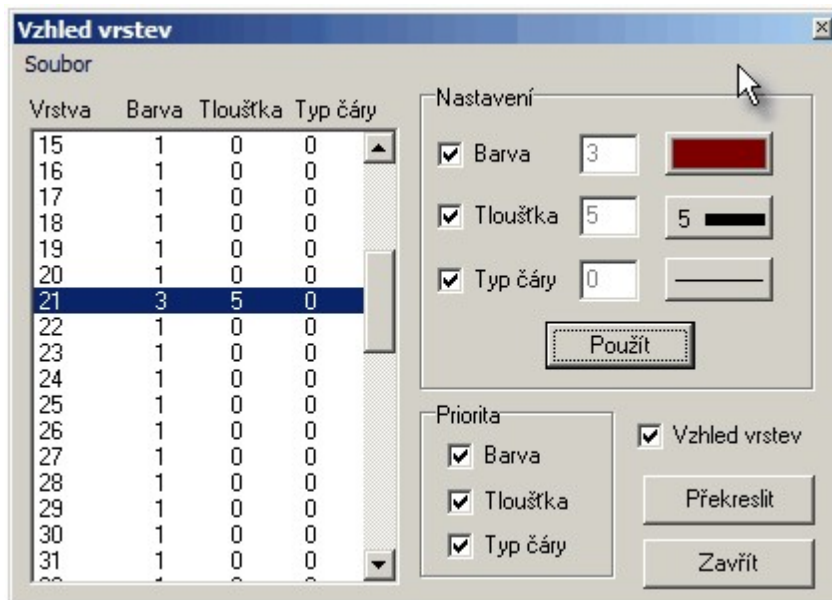 Vzhled vrstev
Soubor
Vrstva Barva Tloušťka Typ čáry
15 1 0 0
16 1 0 0
17 1 0 0
18 1 0 0
19 1 0 0
20 1 0 0
21 3 5 0
22 1 0 0
23 1 0 0
24 1 0 0
25 1 0 0
26 1 0 0
27 1 0 0
28 1 0 0
29 1 0 0
30 1 0 0
31 1 0 0
Nastavení
Barva 3
Tloušťka 5 5
Typ čáry 0
Použít
Priorita
Barva
Tloušťka
Typ čáry
Vzhled vrstev
Překreslit
Zavřít